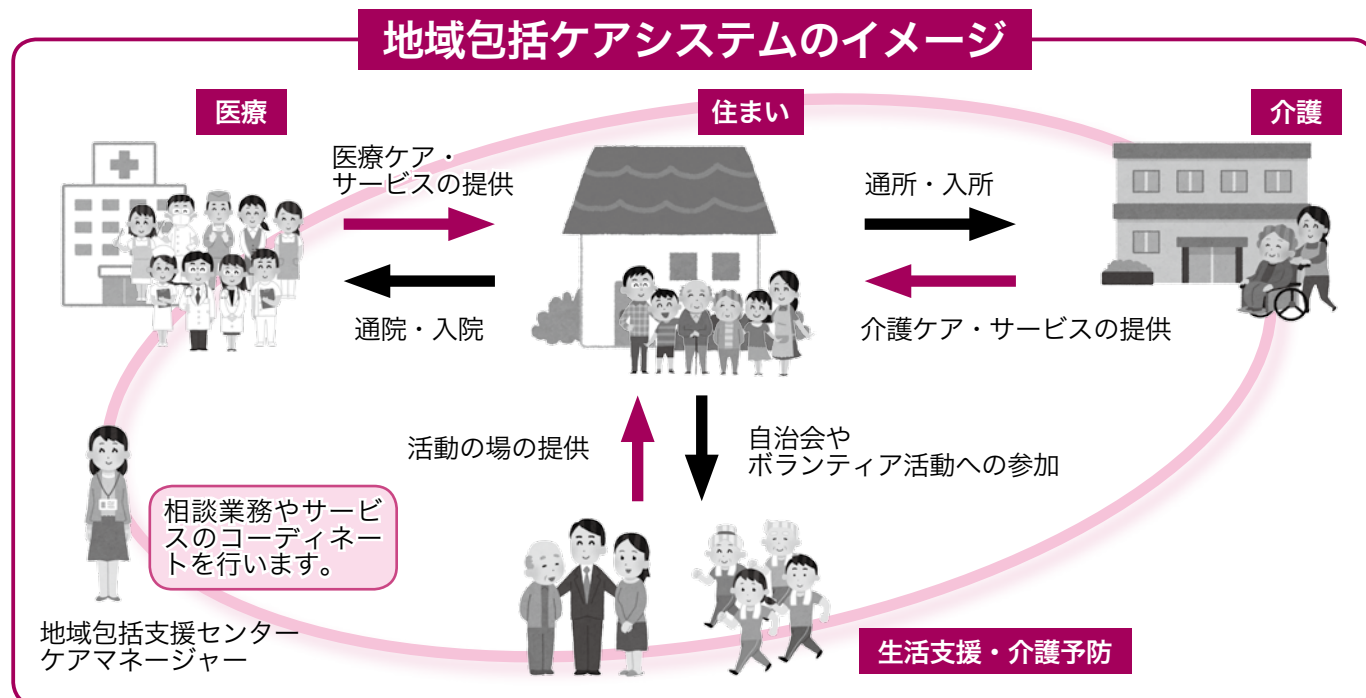 地域包括ケアシステムのイメージ
医療
住まい
介護
医療ケア・
サービスの提供
通院・入院
通所・入所
介護ケア・サービスの提供
活動の場の提供
自治会や
ボランティア活動への参加
相談業務やサービ
スのコーディネー
トを行います。
地域包括支援センター
ケアマネージャー
生活支援・介護予防